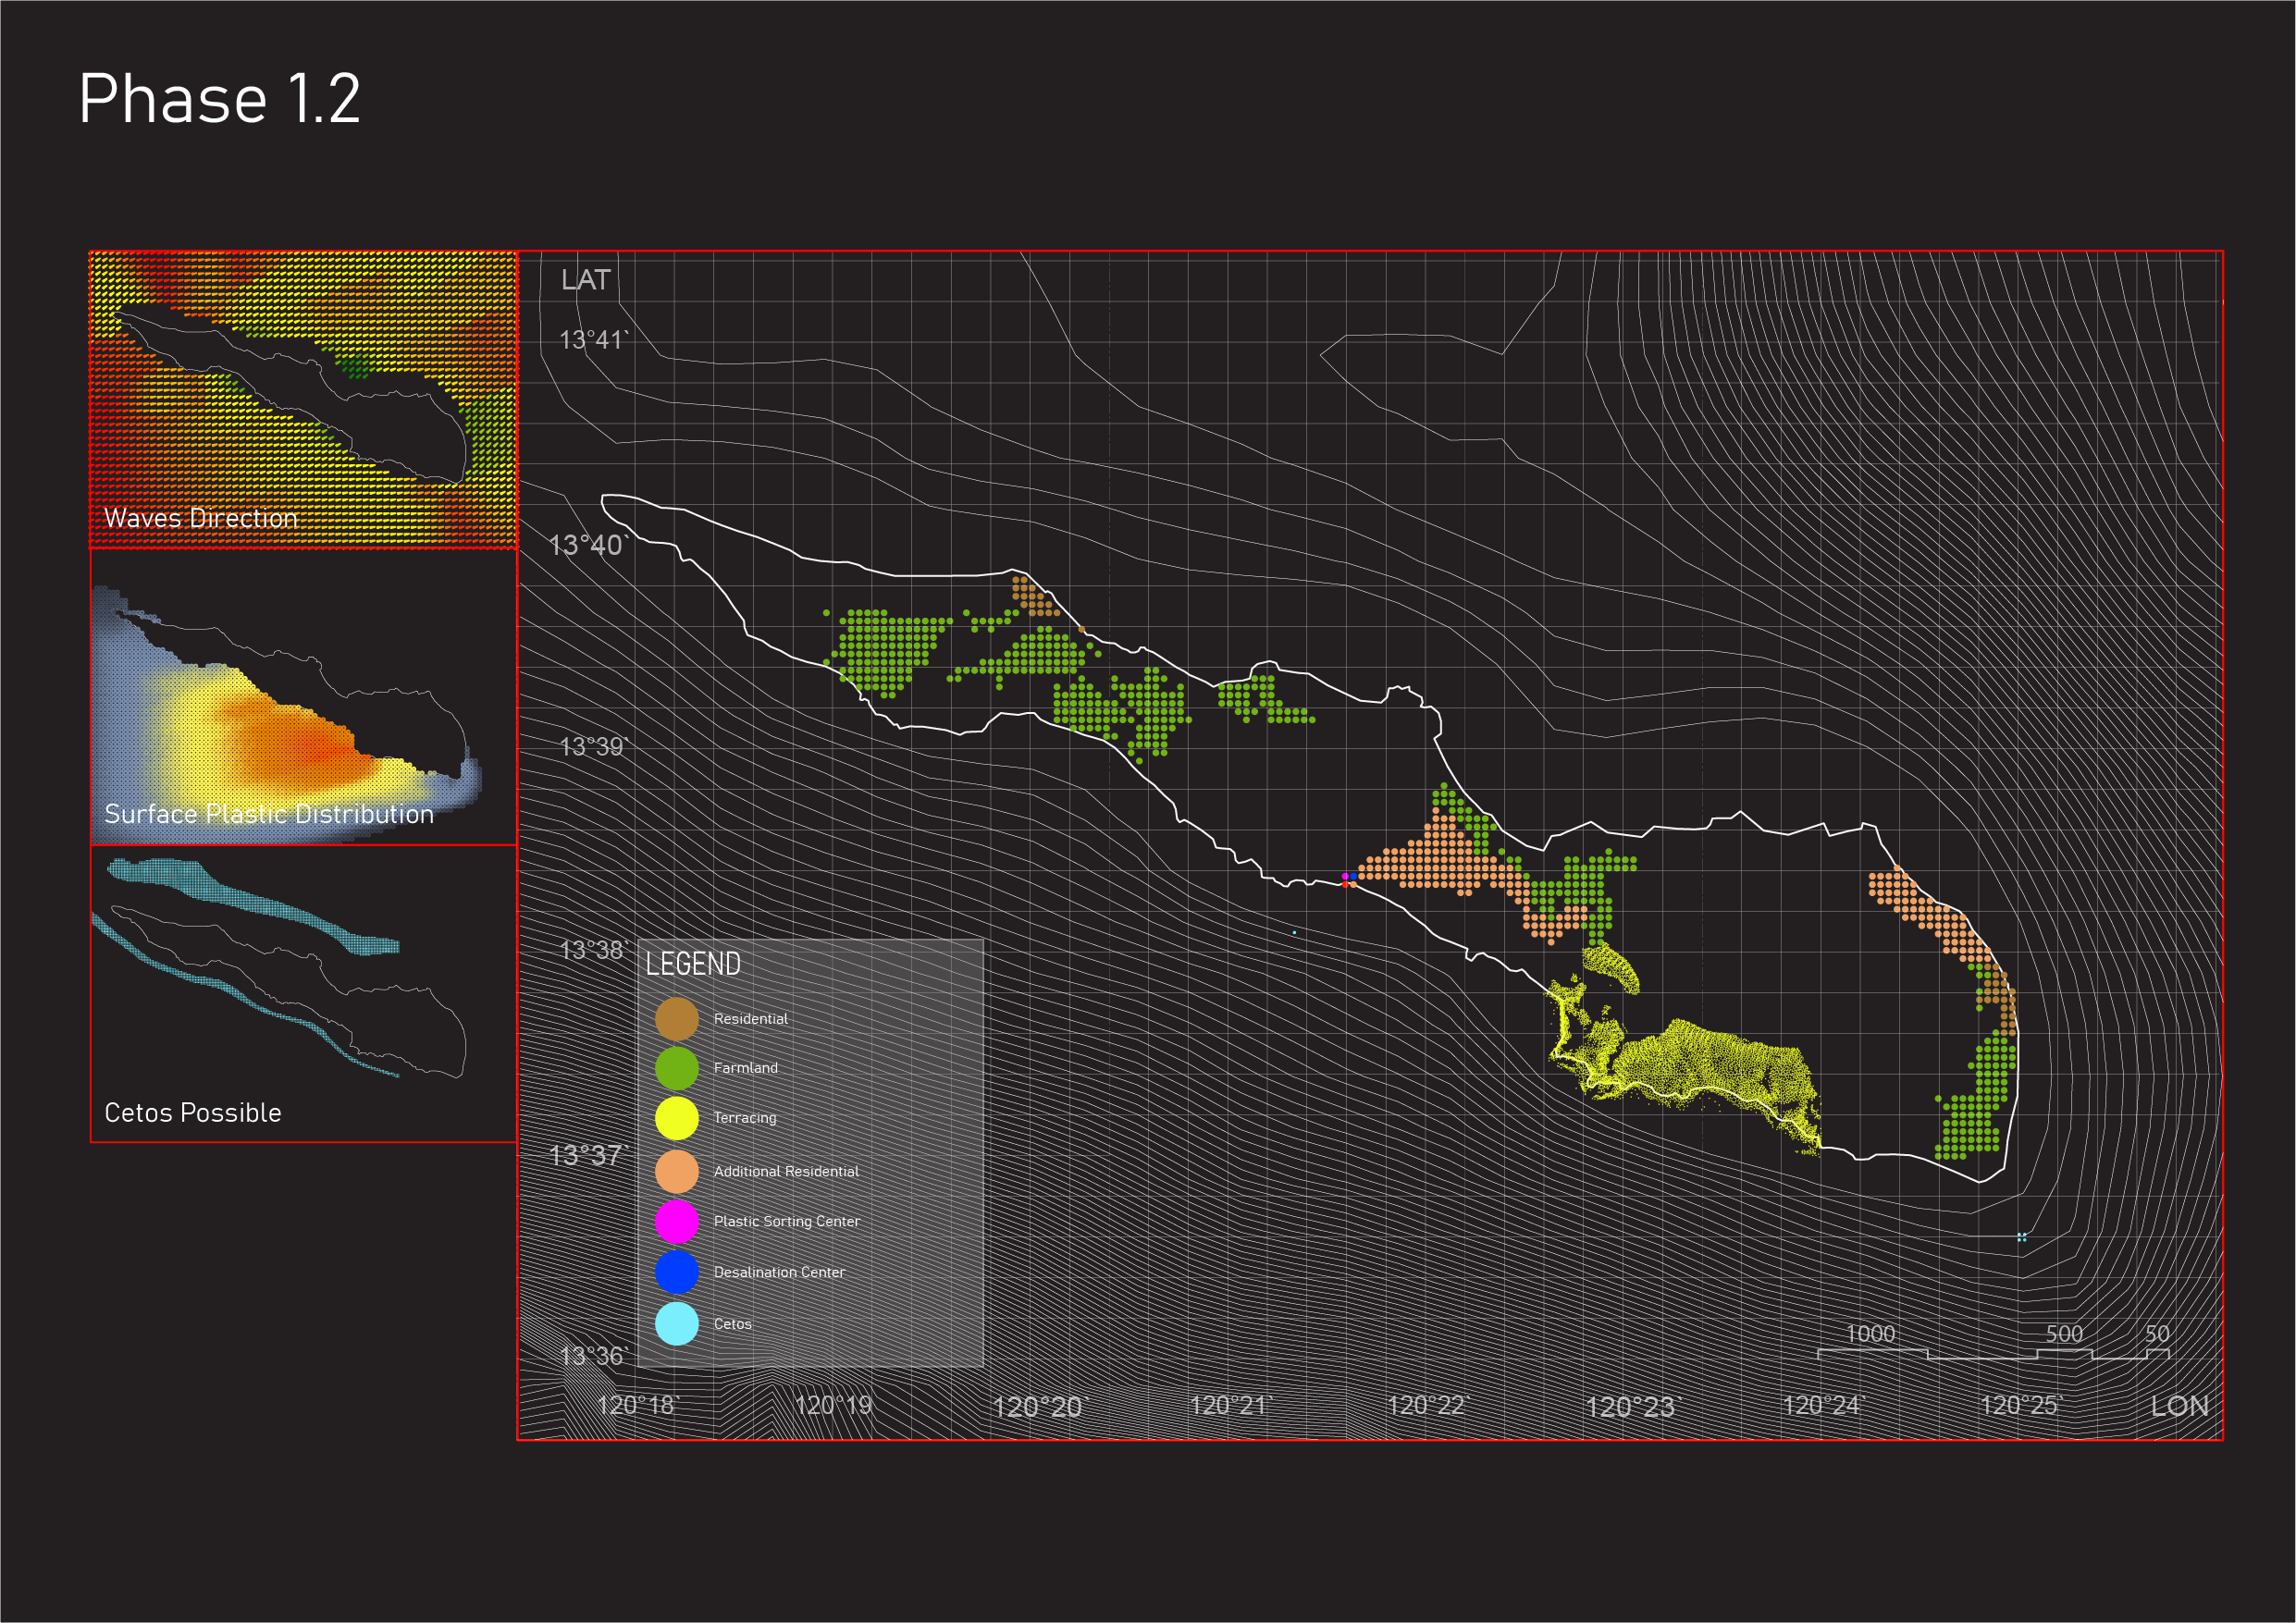 Phase 1.2
Waves Direction
Surface Plastic Distribution
Cetos Possible
LAT
13°41`
13°40`
13°39`
13°38`
13°37`
13°36`
LEGEND
Residential
Farmland
Terracing
Additional Residential
Plastic Sorting Center
Desalination Center
Cetos
1000 500 50
120°18` 120°19 120°20` 120°21` 120°22` 120°23` 120°24` 120°25` LON